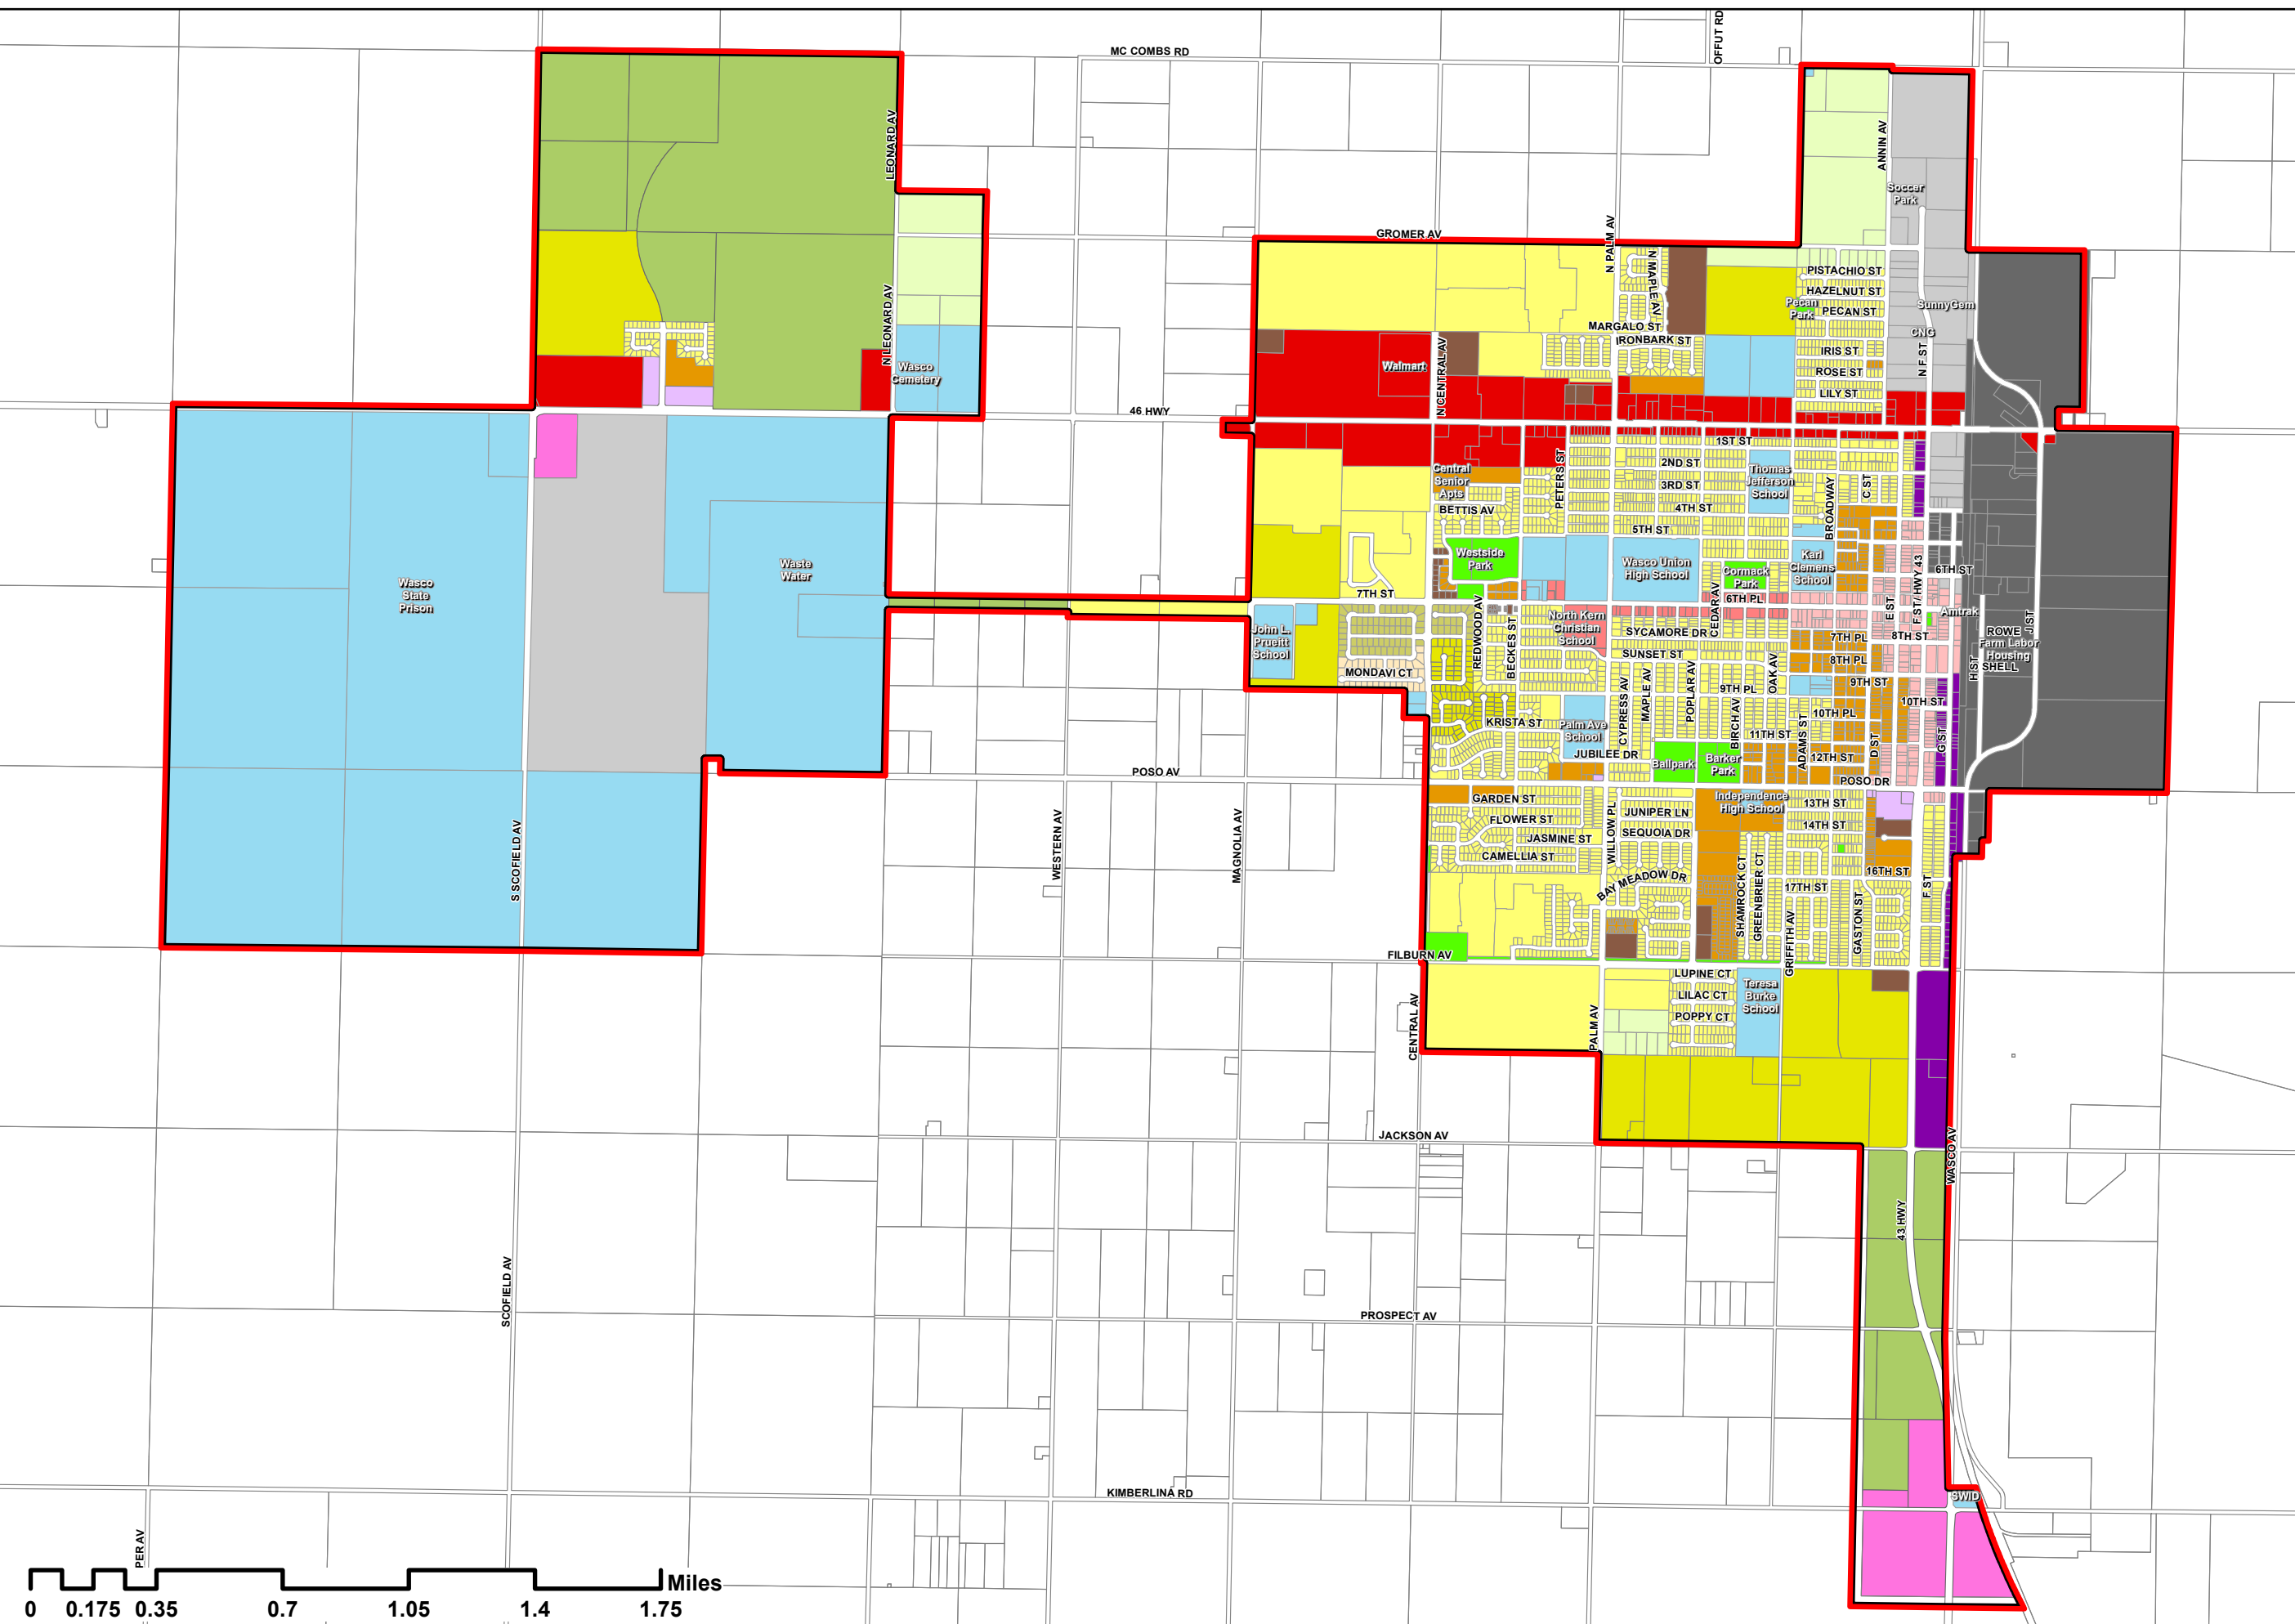 MC COMBS RD
OFFUT RD
LEONARD AV
ANNIN AV
Soccer
Park
GROMER AV
N PALM AV
N MAPLE AV
PISTACHIO ST
HAZELNUT ST
Pecan
Park
PECAN ST
SunnyGem
CNG
N LEONARD AV
MARGALO ST
IRONBARK ST
IRIS ST
N F ST
Wasco
Cemetery
Walmart
N CENTRAL AV
ROSE ST
LILY ST
46 HWY
1ST ST
2ND ST
3RD ST
4TH ST
5TH ST
Central
Senior
Apts
PETERS ST
Thomas
Jefferson
School
BROADWAY
C ST
BETTIS AV
Westside
Park
Wasco Union
High School
Karl
Clemens
School
Cormack
Park
6TH ST
6TH PL
F ST/ HWY 43
E ST
Wasco
State
Prison
Waste
Water
7TH ST
John L.
Prueitt
School
REDWOOD AV
BECKES ST
North Kern
Christian
School
CEDAR AV
Amtrak
SYCAMORE DR
SUNSET ST
7TH PL
8TH ST
8TH PL
ROWE
Farm Labor
Housing
SHELL
J ST
H ST
MONDAVI CT
OAK AV
9TH ST
9TH PL
10TH ST
10TH PL
CYPRESS AV
MAPLE AV
POPLAR AV
BIRCH AV
ADAMS ST
KRISTA ST
Palm Ave
School
11TH ST
12TH ST
D ST
G ST
JUBILEE DR
Ballpark
Barker
Park
POSO AV
POSO DR
GARDEN ST
FLOWER ST
JASMINE ST
CAMELLIA ST
WILLOW PL
JUNIPER LN
SEQUOIA DR
Independence
High School
13TH ST
14TH ST
16TH ST
17TH ST
BAY MEADOW DR
SHAMROCK CT
GREENBRIER CT
GRIFFITH AV
GASTON ST
F ST
S SCOFIELD AV
WESTERN AV
MAGNOLIA AV
FILBURN AV
LUPINE CT
LILAC CT
POPPY CT
Teresa
Burke
School
CENTRAL AV
PALM AV
JACKSON AV
WASCO AV
43 HWY
SCOFIELD AV
PROSPECT AV
KIMBERLINA RD
SWID
PER AV
Miles
0 0.175 0.35 0.7 1.05 1.4 1.75